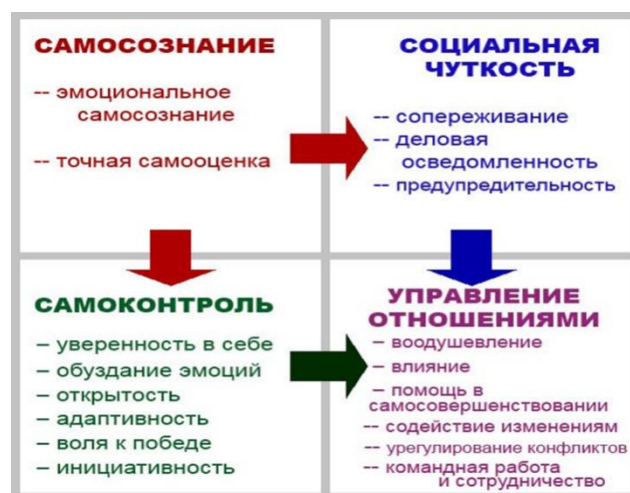 САМОСОЗНАНИЕ
-- эмоциональное
самосознание
-- точная самооценка
СОЦИАЛЬНАЯ
ЧУТКОСТЬ
-- сопереживание
-- деловая
осведомленность
-- предупредительность
САМОКОНТРОЛЬ
– уверенность в себе
– обуздание эмоций
– открытость
– адаптивность
– воля к победе
– инициативность
УПРАВЛЕНИЕ
ОТНОШЕНИЯМИ
– воодушевление
– влияние
– помощь в
самосовершенствовании
-- содействие изменениям
-- урегулирование конфликтов
-- командная работа
и сотрудничество